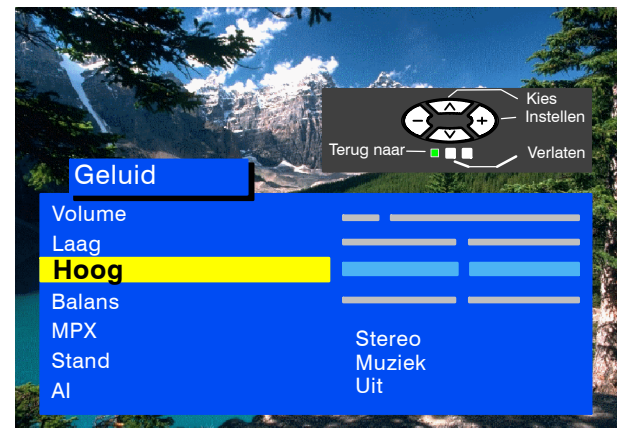 Kies
Instellen
Terug naar
Verlaten
Geluid
Volume
Laag
Hoog
Balans
MPX
Stereo
Stand
Muziek
AI
Uit